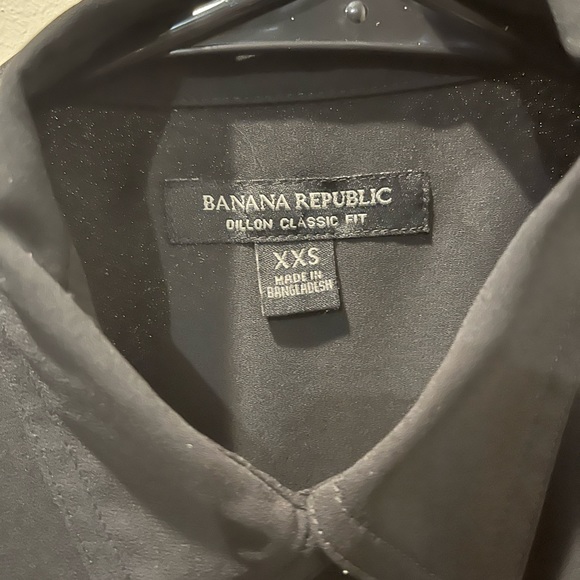 BANANA REPUBLIC
DILLON CLASSIC FIT
XXS
MADE IN
BANGLADESH